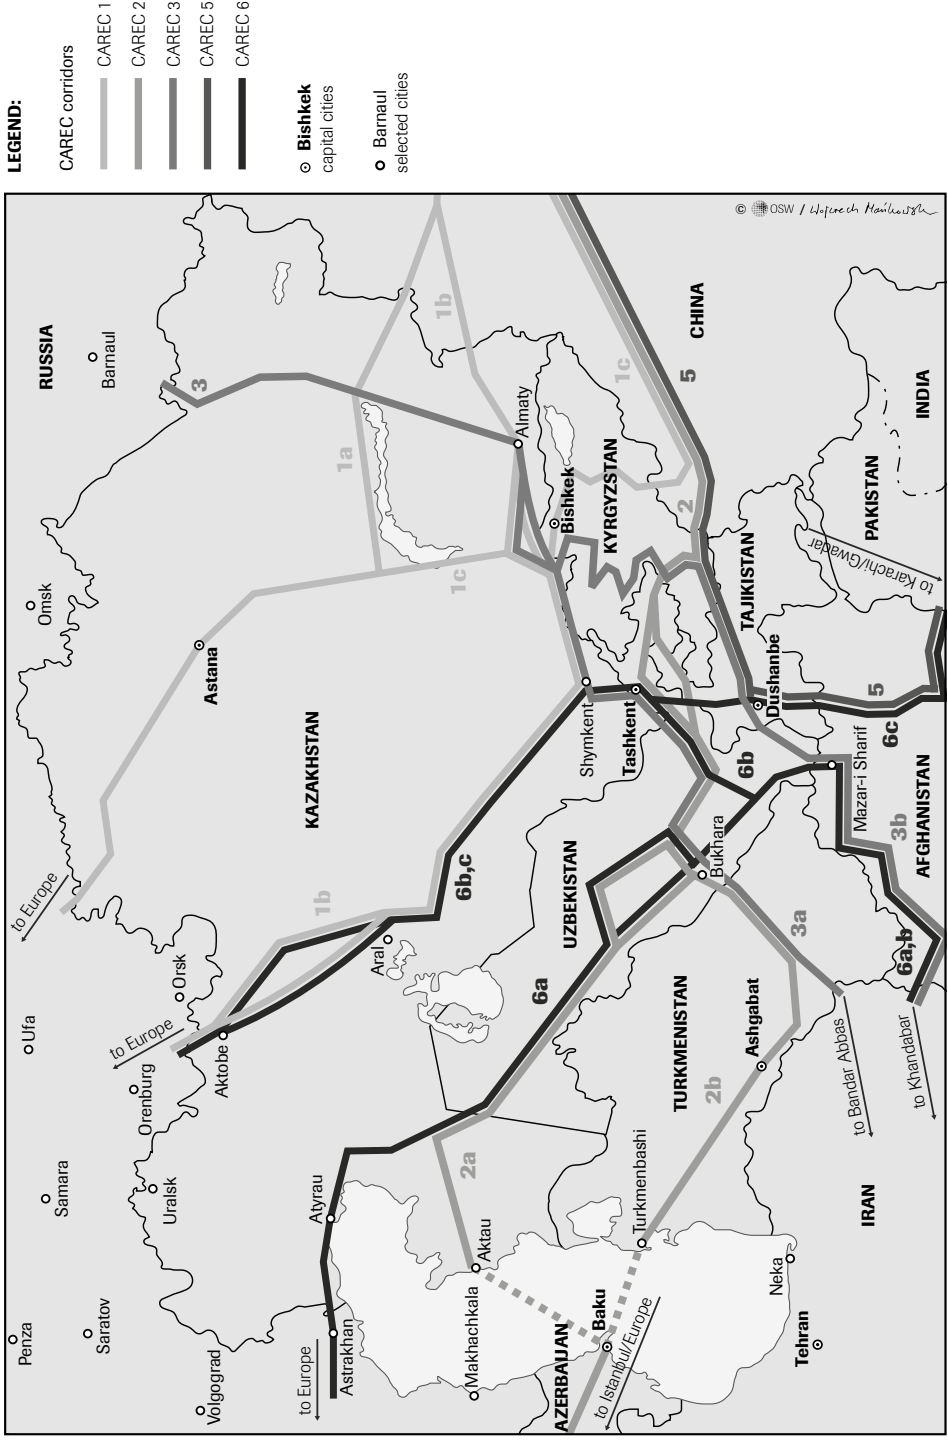 LEGEND:
CAREC corridors
CAREC 1
CAREC 2
CAREC 3
CAREC 5
CAREC 6
Bishkek
capital cities
Barnaul
selected cities
Penza
Samara
Ufa
Omsk
RUSSIA
Barnaul
Saratov
Volgograd
Uralsk
Orenburg
Orsk
to Europe
to Europe
Astana
3
Aktobe
KAZAKHSTAN
1b
1a
1b
1c
to Europe
Astrakhan
Atyrau
Aral
6b,c
Almaty
Makhachkala
Aktau
2a
6a
UZBEKISTAN
Shymkent
Bishkek
KYRGYZSTAN
1c
AZERBAIJAN
Baku
to Istanbul/Europe
Turkmenbashi
TURKMENISTAN
Tashkent
2
5
CHINA
2b
Bukhara
6b
TAJIKISTAN
Dushanbe
Ashgabat
3a
Neka
Tehran
IRAN
to Bandar Abbas
Mazar-i Sharif
to Karachi/Gwadar
PAKISTAN
INDIA
5
6c
3b
6a,b
AFGHANISTAN
to Khandabar
© OSW / Wojciech Mańkowski